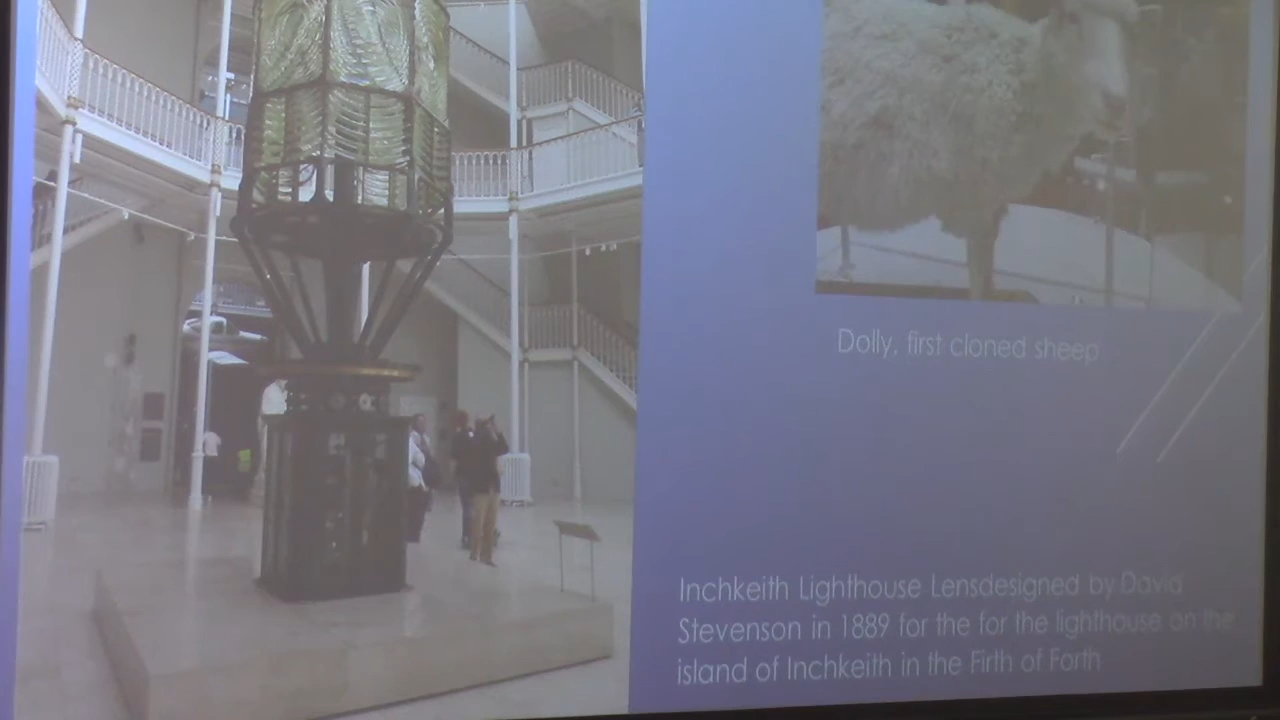 Dolly, first cloned sheep
Inchkeith Lighthouse Lensdesigned by David
Stevenson in 1889 for the for the lighthouse on the
island of Inchkeith in the Firth of Forth